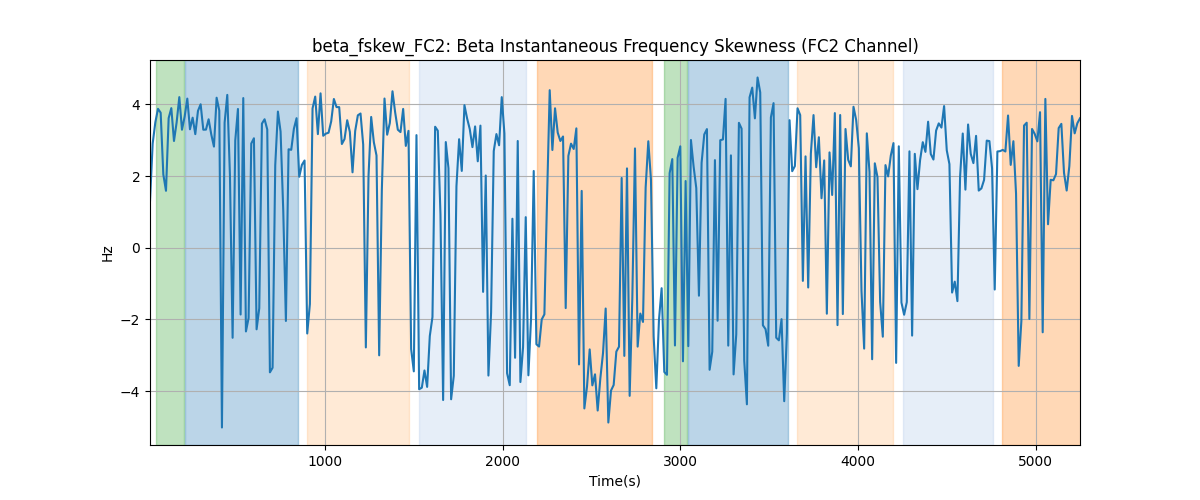 beta_fskew_FC2: Beta Instantaneous Frequency Skewness (FC2 Channel)
Hz
4
2
0
−2
−4
1000 2000 3000 4000 5000
Time(s)